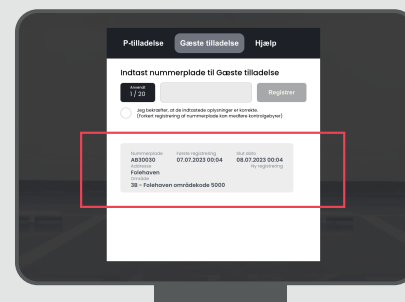 P-tilladelse Gæste tilladelse Hjælp
Indtast nummerplade til Gæste tilladelse
Anvendt
1 / 20
Registrer
Jeg bekræfter, at de indtastede oplysninger er korrekte.
(Forkert registrering af nummerplade kan medføre kontrolgebyrer)
Nummerplade Første registrering Slut dato
AB30030 07.07.2023 00:04 08.07.2023 00:04
Addresse Ny registrering
Folehaven
Område
38 - Folehaven områdekode 5000